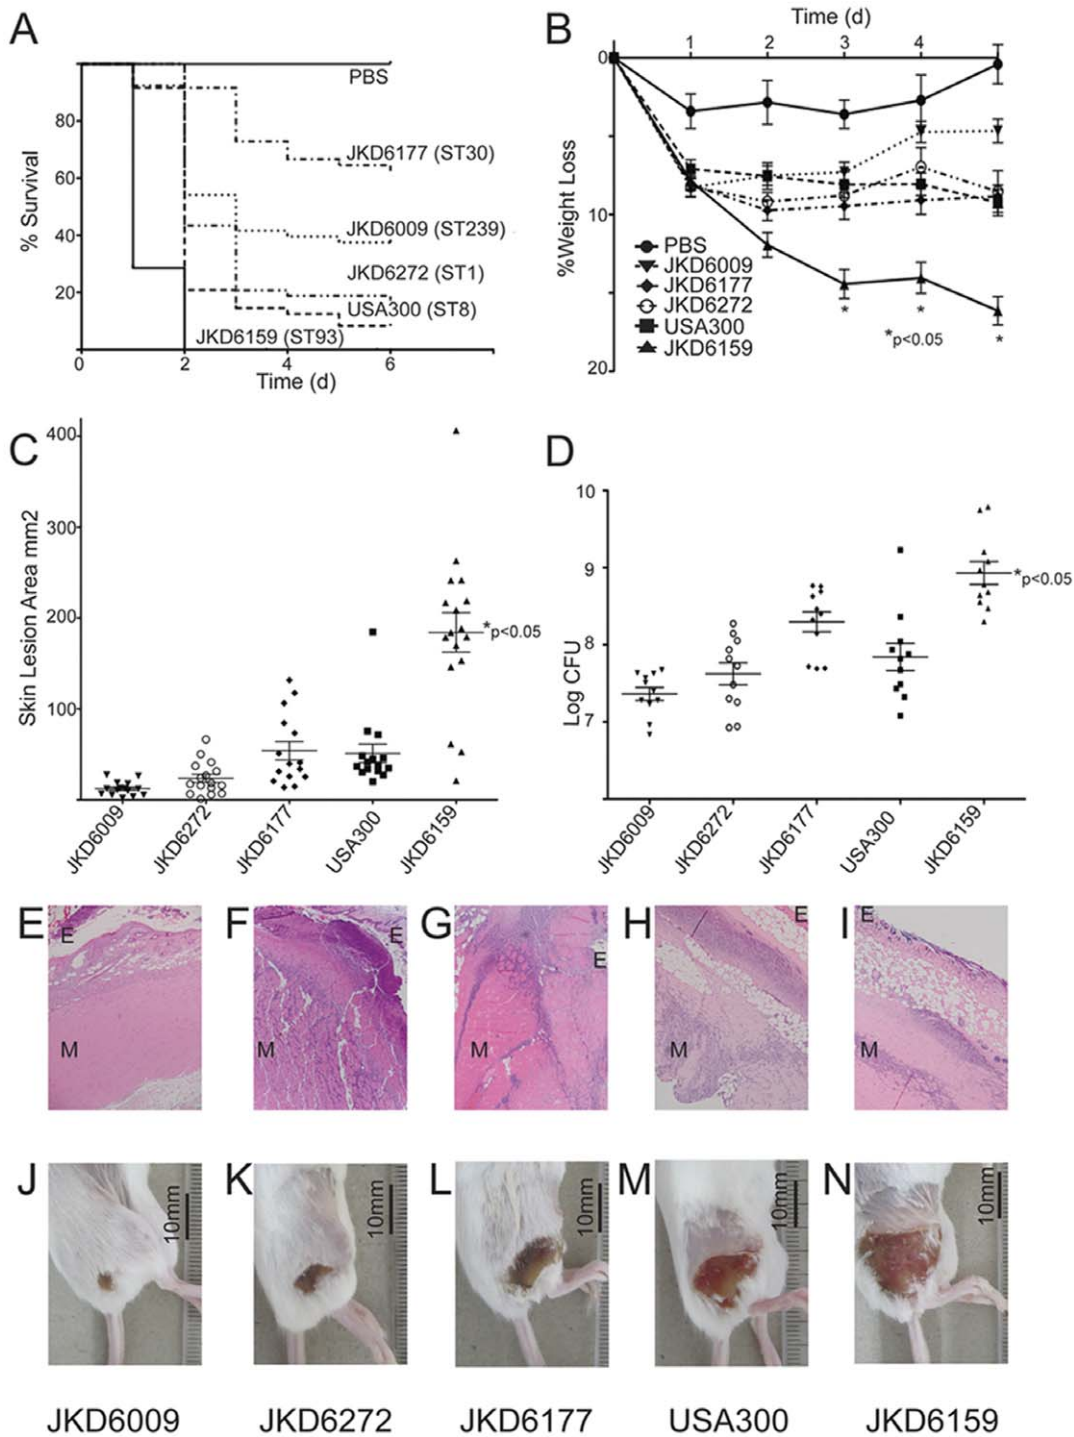 A
% Survival
80
60
40
20
PBS
JKD6177 (ST30)
JKD6009 (ST239)
JKD6272 (ST1)
USA300 (ST8)
JKD6159 (ST93)
0
2
4
6
Time (d)
B
Time (d)
1
2
3
4
0
10
20
%Weight Loss
PBS
JKD6009
JKD6177
JKD6272
USA300
JKD6159
*
*
*
*p<0.05
C
Skin Lesion Area mm2
400
300
200
100
*p<0.05
JKD6009
JKD6272
JKD6177
USA300
JKD6159
D
Log CFU
10
9
8
7
*p<0.05
JKD6009
JKD6272
JKD6177
USA300
JKD6159
E
E
M
F
E
M
G
E
M
H
E
M
I
E
M
J
10mm
K
10mm
L
10mm
M
10mm
N
10mm
JKD6009
JKD6272
JKD6177
USA300
JKD6159